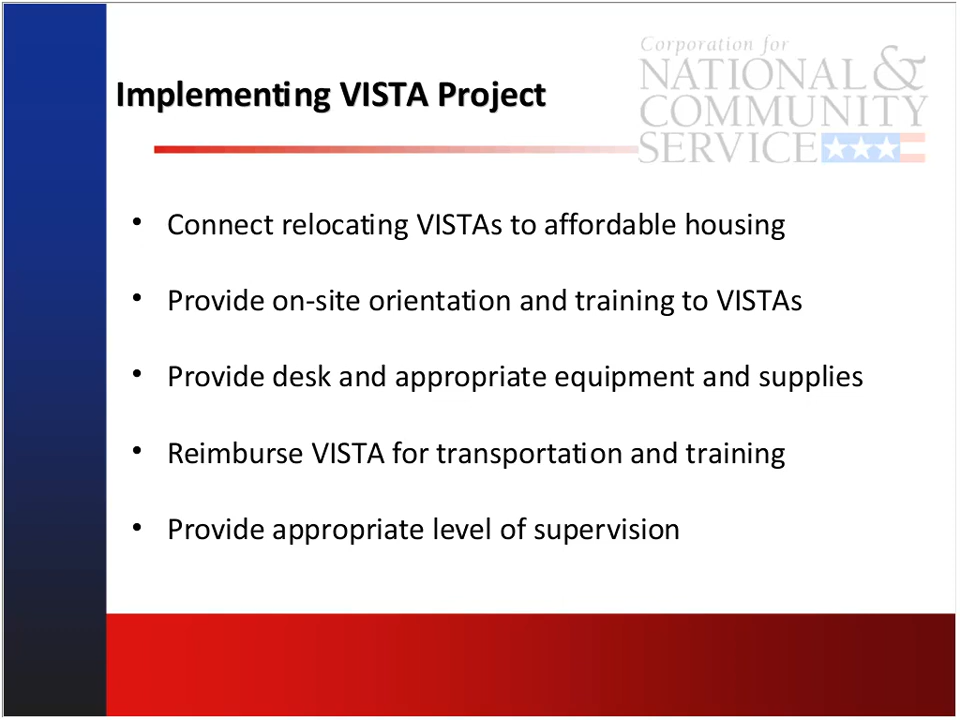 Corporation for
NATIONAL &
COMMUNITY
SERVICE
Implementing VISTA Project
• Connect relocating VISTAs to affordable housing
• Provide on-site orientation and training to VISTAs
• Provide desk and appropriate equipment and supplies
• Reimburse VISTA for transportation and training
• Provide appropriate level of supervision